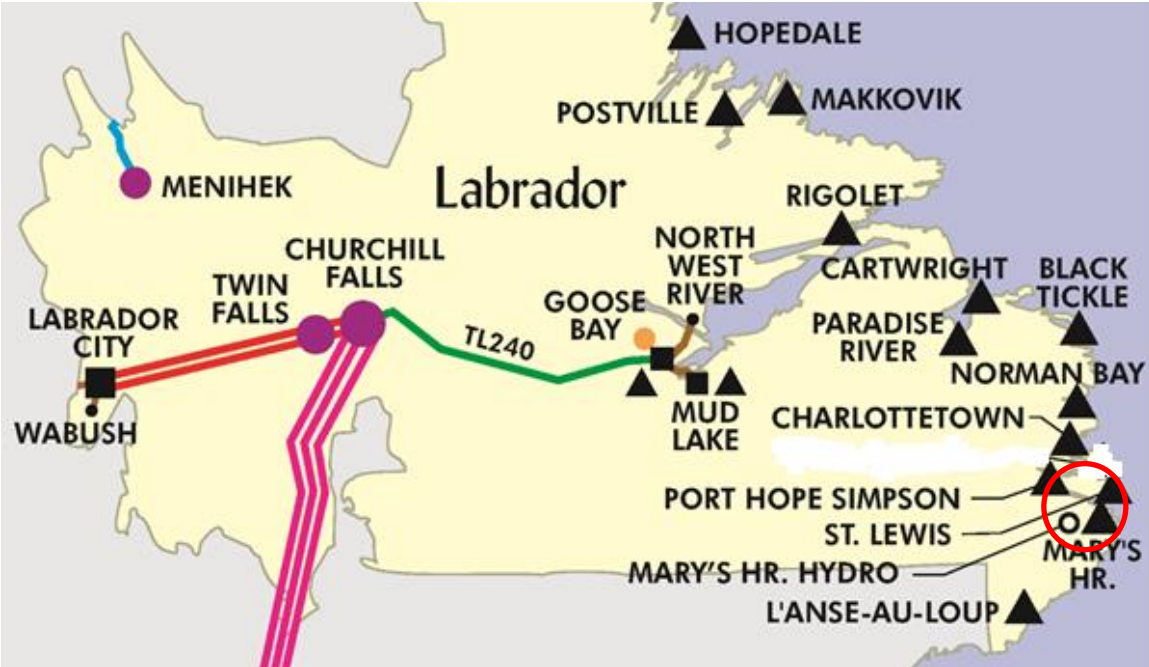 HOPEDALE
POSTVILLE
MAKKOVIK
MENIHEK
Labrador
RIGOLET
CHURCHILL
FALLS
NORTH
WEST
RIVER
CARTWRIGHT
BLACK
TICKLE
TWIN
FALLS
GOOSE
BAY
LABRADOR
CITY
TL240
PARADISE
RIVER
NORMAN BAY
WABUSH
MUD
LAKE
CHARLOTTETOWN
PORT HOPE SIMPSON
ST. LEWIS
MARY'S
HR.
MARY'S HR. HYDRO
L'ANSE-AU-LOUP